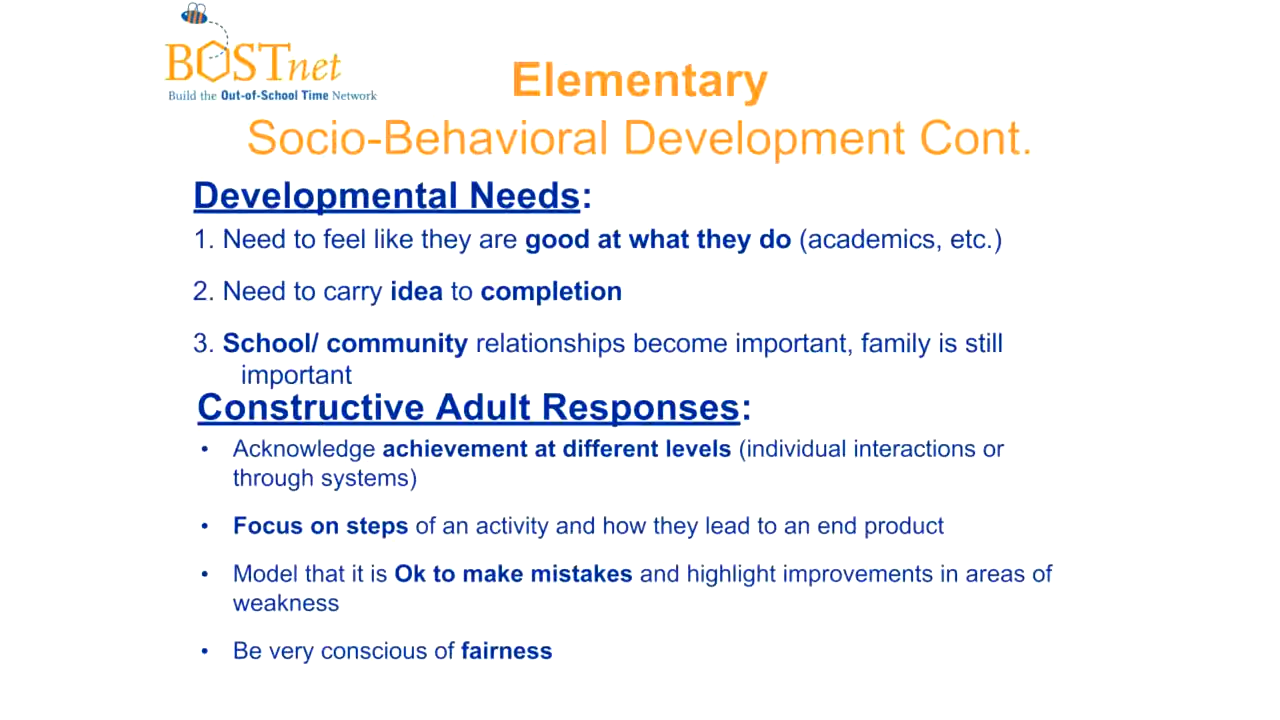 BOSTnet
Build the Out-of-School Time Network
Elementary
Socio-Behavioral Development Cont.
Developmental Needs:
1. Need to feel like they are good at what they do (academics, etc.)
2. Need to carry idea to completion
3. School/ community relationships become important, family is still
important
Constructive Adult Responses:
• Acknowledge achievement at different levels (individual interactions or
through systems)
• Focus on steps of an activity and how they lead to an end product
• Model that it is Ok to make mistakes and highlight improvements in areas of
weakness
• Be very conscious of fairness